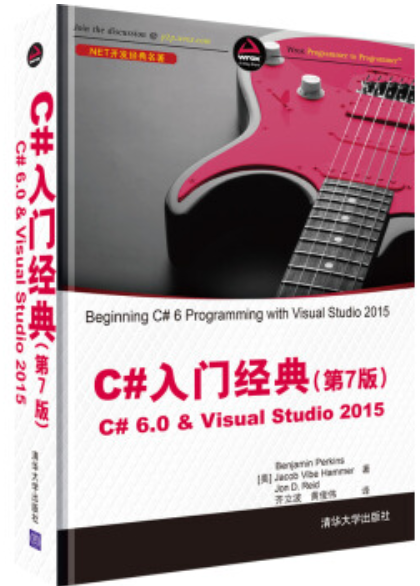 C#入门经典(第7版)
C# 6.0 & Visual Studio 2015
清华大学出版社
Join the discussion @ p2p.wrox.com
Wrox Programmer to Programmer™
wrox
.NET开发经典名著
Beginning C# 6 Programming with Visual Studio 2015
C#入门经典(第7版)
C# 6.0 & Visual Studio 2015
Benjamin Perkins
[美] Jacob Vibe Hammer 著
Jon D. Reid
齐立波 黄俊伟 译
清华大学出版社